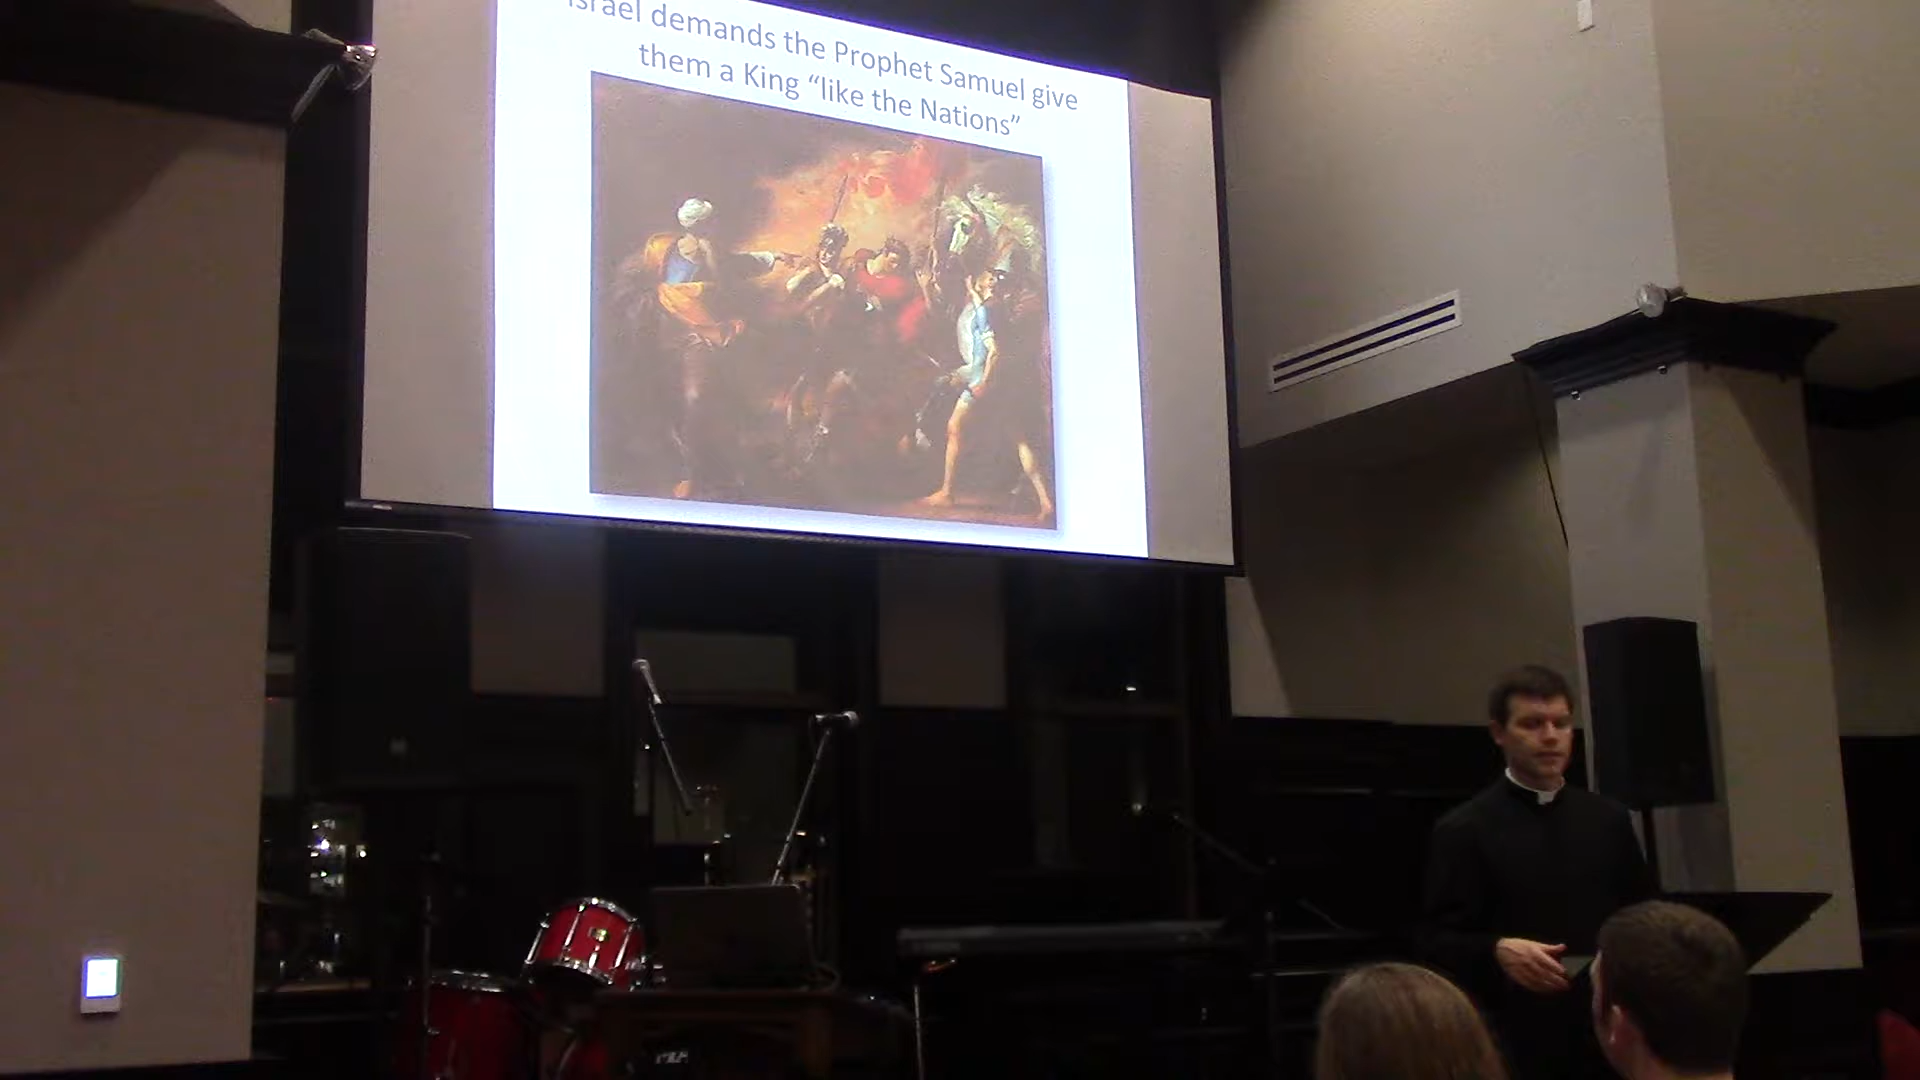 Israel demands the Prophet Samuel give
them a King “like the Nations”